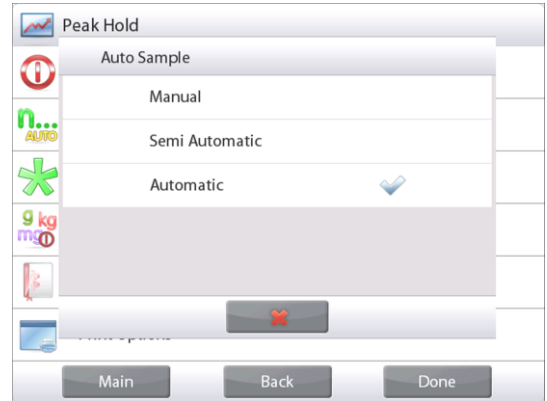 Peak Hold
Auto Sample
Manual
n...
AUTO
Semi Automatic
Automatic
g kg
mg
Main
Back
Done